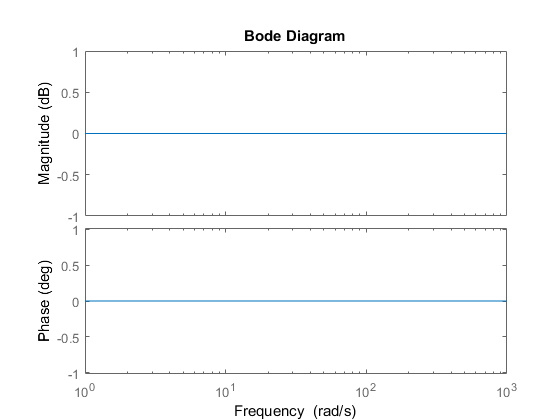 Bode Diagram
Magnitude (dB)
1
0.5
0
-0.5
-1
Phase (deg)
1
0.5
0
-0.5
-1
10^0 10^1 10^2 10^3
Frequency (rad/s)